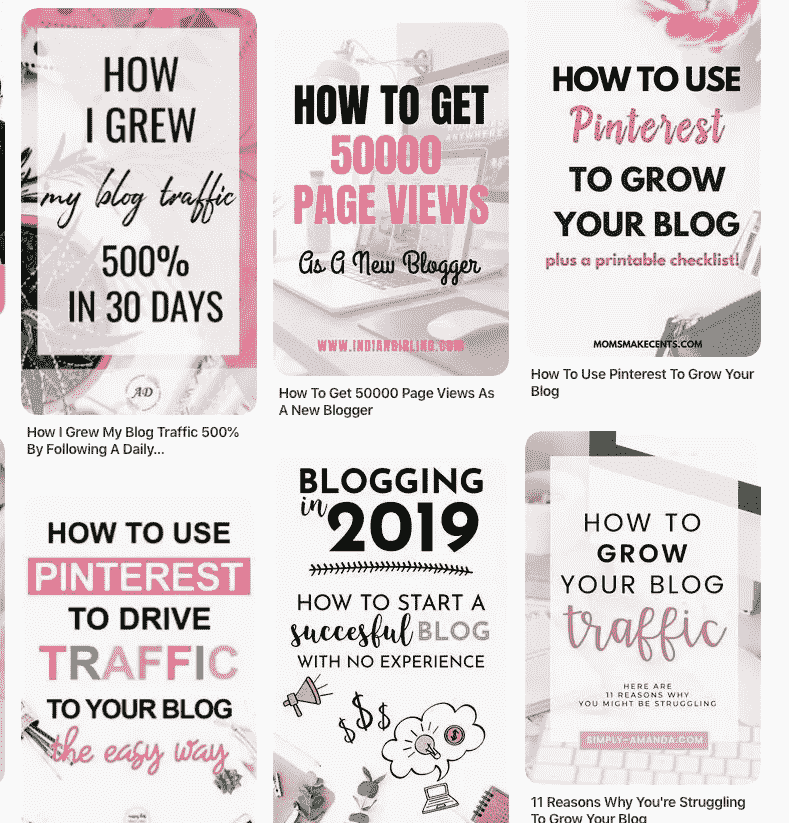 HOW
I GREW
my blog traffic
500%
IN 30 DAYS
AD
How I Grew My Blog Traffic 500%
By Following A Daily...
HOW TO GET
50000
PAGE VIEWS
As A New Blogger
WWW.INDIANGIRLING.COM
How To Get 50000 Page Views As
A New Blogger
HOW TO USE
Pinterest
TO GROW
YOUR BLOG
plus a printable checklist!
MOMSMAKECENTS.COM
How To Use Pinterest To Grow Your
Blog
HOW TO USE
PINTEREST
TO DRIVE
TRAFFIC
TO YOUR BLOG
the easy way
BLOGGING
in 2019
HOW TO START A
succesful BLOG
WITH NO EXPERIENCE
$ $ $
HOW TO
GROW
YOUR BLOG
traffic
HERE ARE
11 REASONS WHY
YOU MIGHT BE STRUGGLING
SIMPLY-AMANDA.COM
11 Reasons Why You're Struggling
To Grow Your Blog